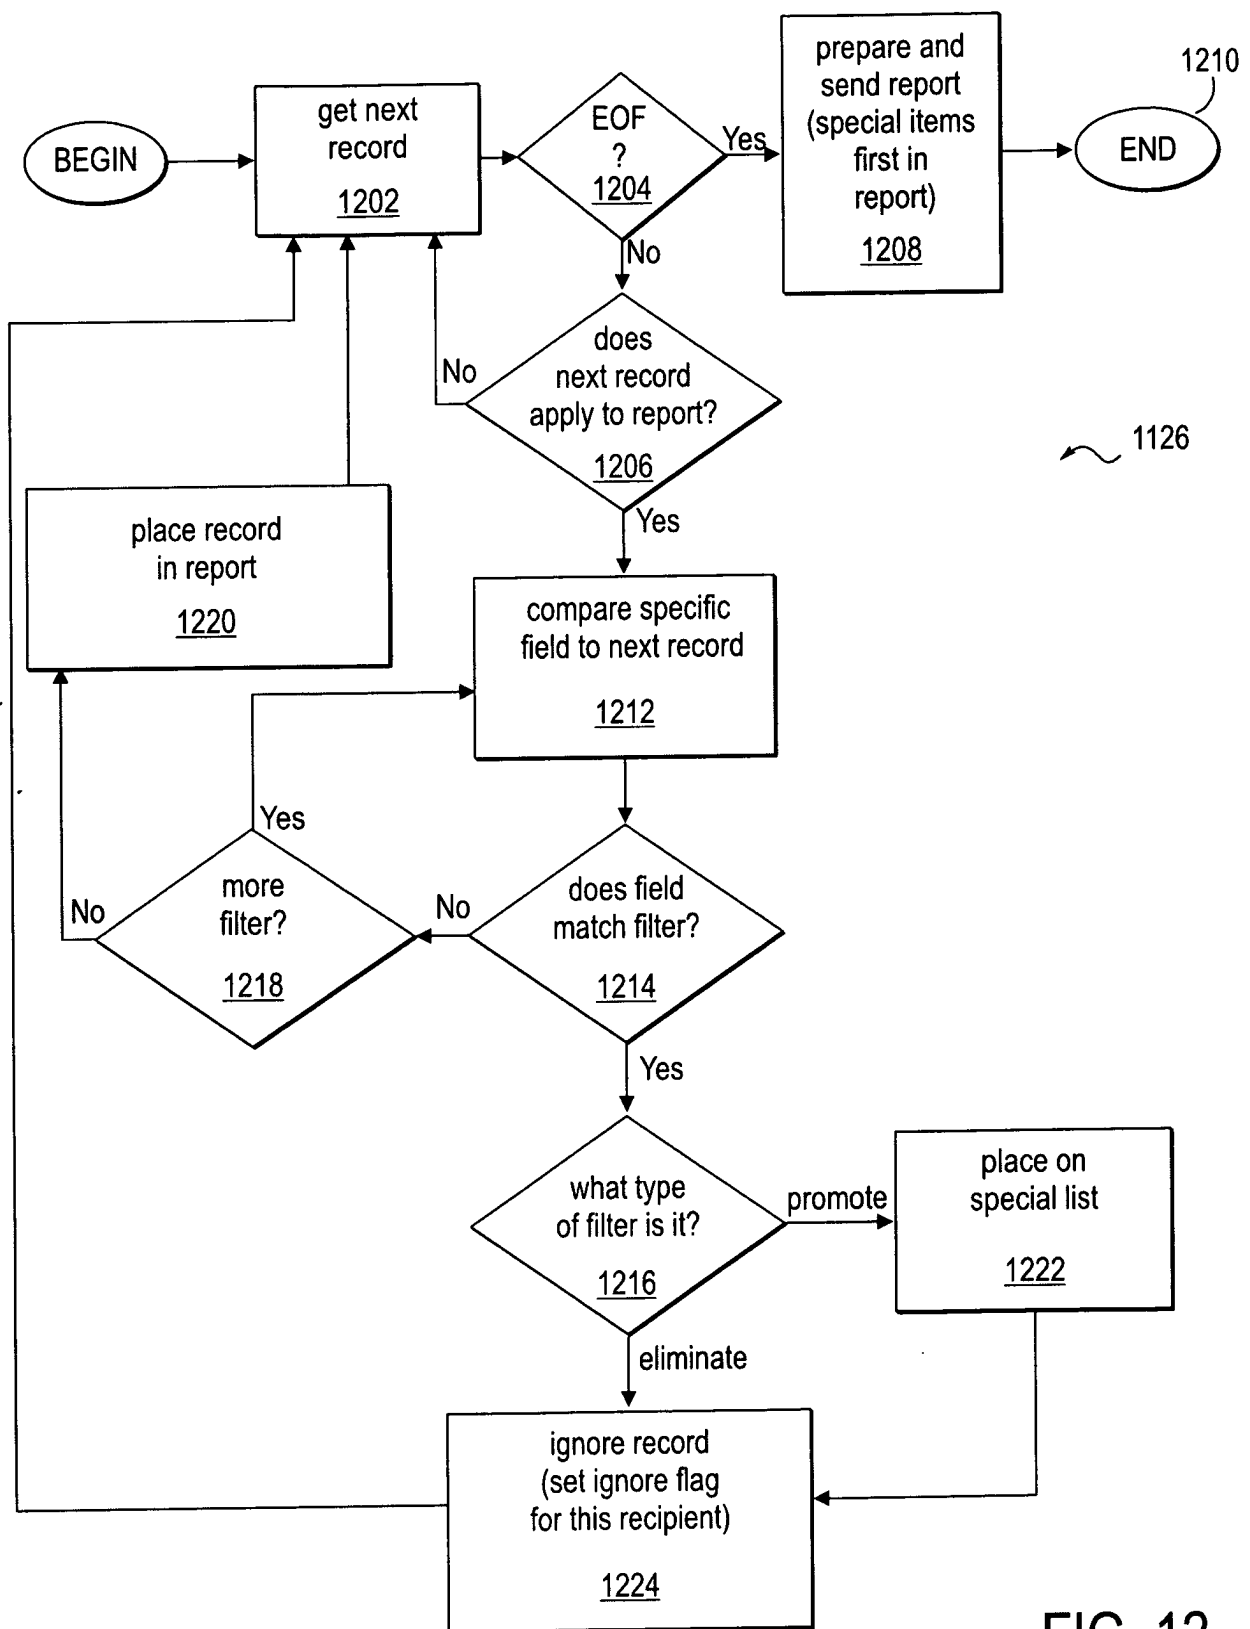 BEGIN
get next
record
1202
EOF
?
1204
Yes
prepare and
send report
(special items
first in
report)
1208
1210
END
No
does
next record
apply to report?
1206
No
1126
Yes
place record
in report
1220
compare specific
field to next record
1212
Yes
more
filter?
1218
No
does field
match filter?
1214
No
Yes
what type
of filter is it?
1216
promote
place on
special list
1222
eliminate
ignore record
(set ignore flag
for this recipient)
1224
FIG. 12